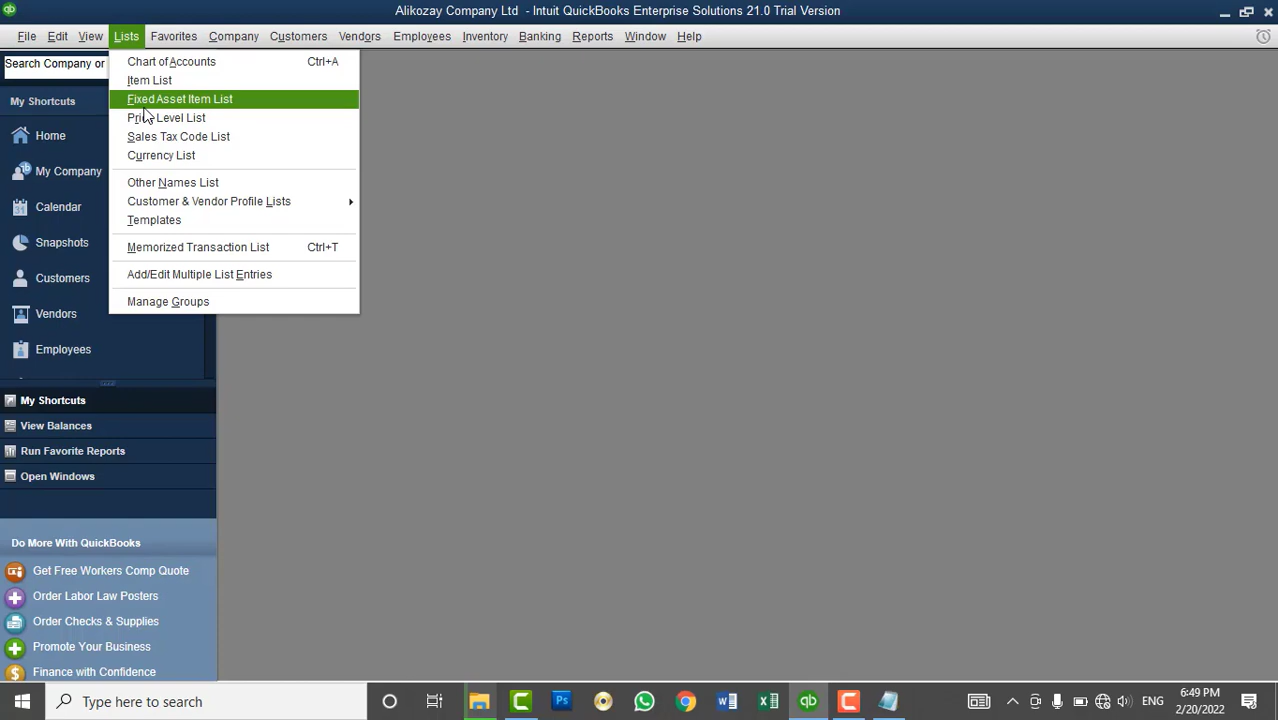 Alikozay Company Ltd - Intuit QuickBooks Enterprise Solutions 21.0 Trial Version
File Edit View Lists Favorites Company Customers Vendors Employees Inventory Banking Reports Window Help
Search Company or
My Shortcuts
Home
My Company
Calendar
Snapshots
Customers
Vendors
Employees
Chart of Accounts Ctrl+A
Item List
Fixed Asset Item List
Price Level List
Sales Tax Code List
Currency List
Other Names List
Customer & Vendor Profile Lists
Templates
Memorized Transaction List Ctrl+T
Add/Edit Multiple List Entries
Manage Groups
My Shortcuts
View Balances
Run Favorite Reports
Open Windows
Do More With QuickBooks
Get Free Workers Comp Quote
Order Labor Law Posters
Order Checks & Supplies
Promote Your Business
Finance with Confidence
Type here to search
ENG
6:49 PM
2/20/2022